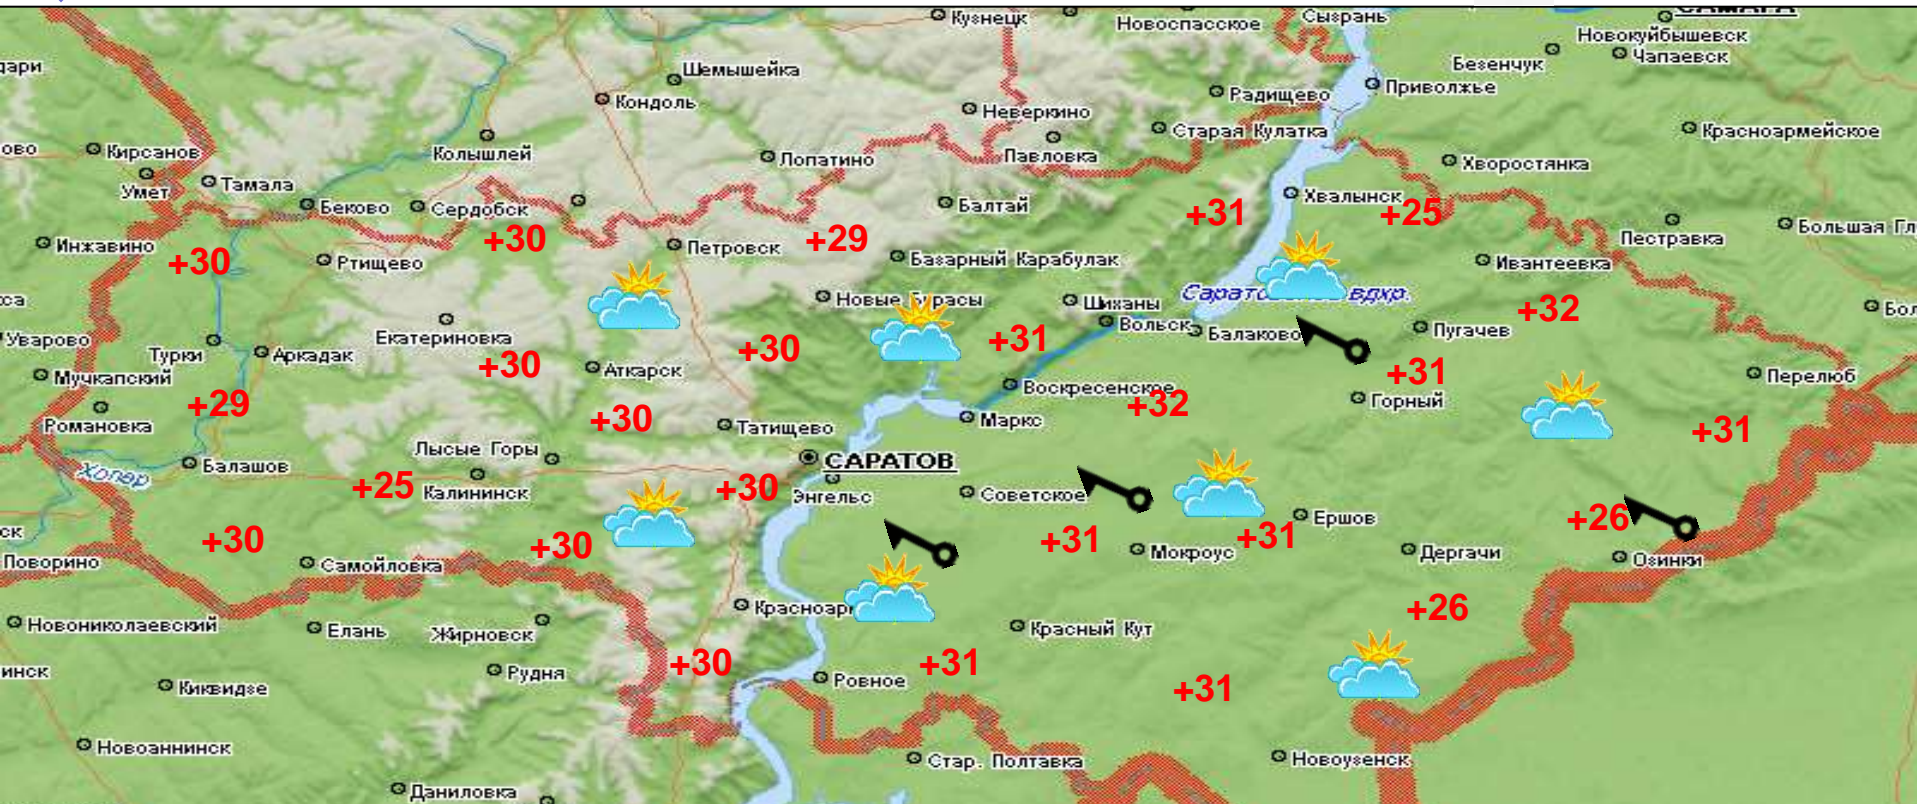 Кузнецк
Новоспасское
Сызрань
САМАРА
Новокуйбышевск
Чапаевск
Безенчук
Шемышейка
Кондоль
Неверкино
Радищево
Приволжье
Старая Кулатка
Красноармейское
Кирсанов
Колышлей
Лопатино
Павловка
Хворостянка
Умет
Тамала
Беково
Сердобск
Балтай
Хвалынск
+31
+25
Пестравка
Большая Гл
Инжавино
+30
Ртищево
+30
Петровск
+29
Базарный Карабулак
Ивантеевка
Новые Бурасы
Шиханы
вдхр.
+32
Уварово
Турки
Аркадак
Екатериновка
+30
Аткарск
+30
+31
Вольск
Балаково
Пугачев
+31
Мучкапский
+29
Романовка
+30
Воскресенское
+32
Горный
Перелюб
+31
Татищево
Маркс
Хопер
Балашов
Лысые Горы
САРАТОВ
+25
Калининск
+30
Энгельс
Советское
+30
+30
+31
Мокроус
+31
Ершов
Дергачи
+26
Озинки
Поворино
Самойловка
+26
Новониколаевский
Елань
Жирновск
Красноар
Красный Кут
Киквидзе
Рудня
+30
Ровное
+31
+31
Новоаннинск
Стар. Полтавка
Новоузенск
Даниловка